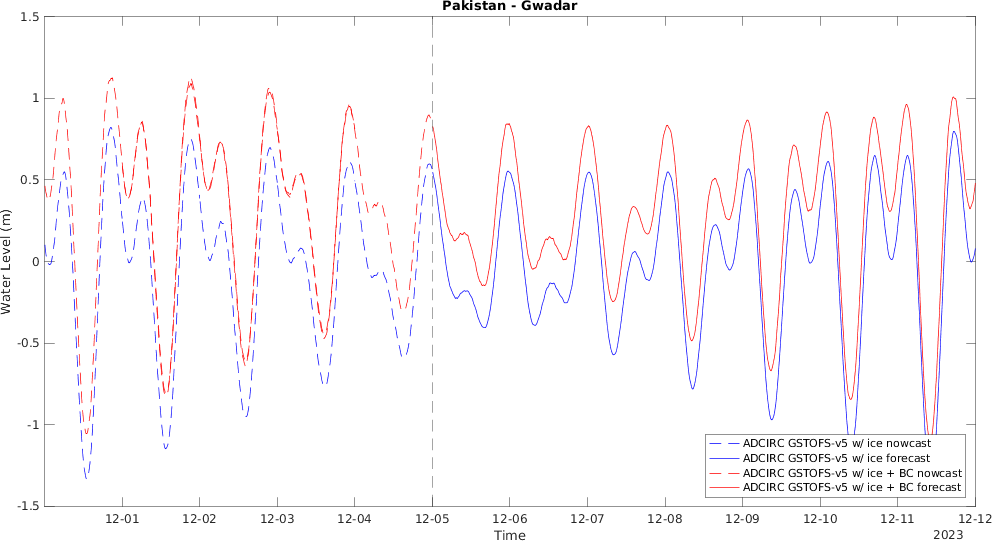 Pakistan - Gwadar
1.5
1
0.5
0
-0.5
-1
-1.5
Water Level (m)
ADCIRC GSTOFS-v5 w/ ice nowcast
ADCIRC GSTOFS-v5 w/ ice forecast
ADCIRC GSTOFS-v5 w/ ice + BC nowcast
ADCIRC GSTOFS-v5 w/ ice + BC forecast
12-01 12-02 12-03 12-04 12-05 12-06 12-07 12-08 12-09 12-10 12-11 12-12
Time
2023